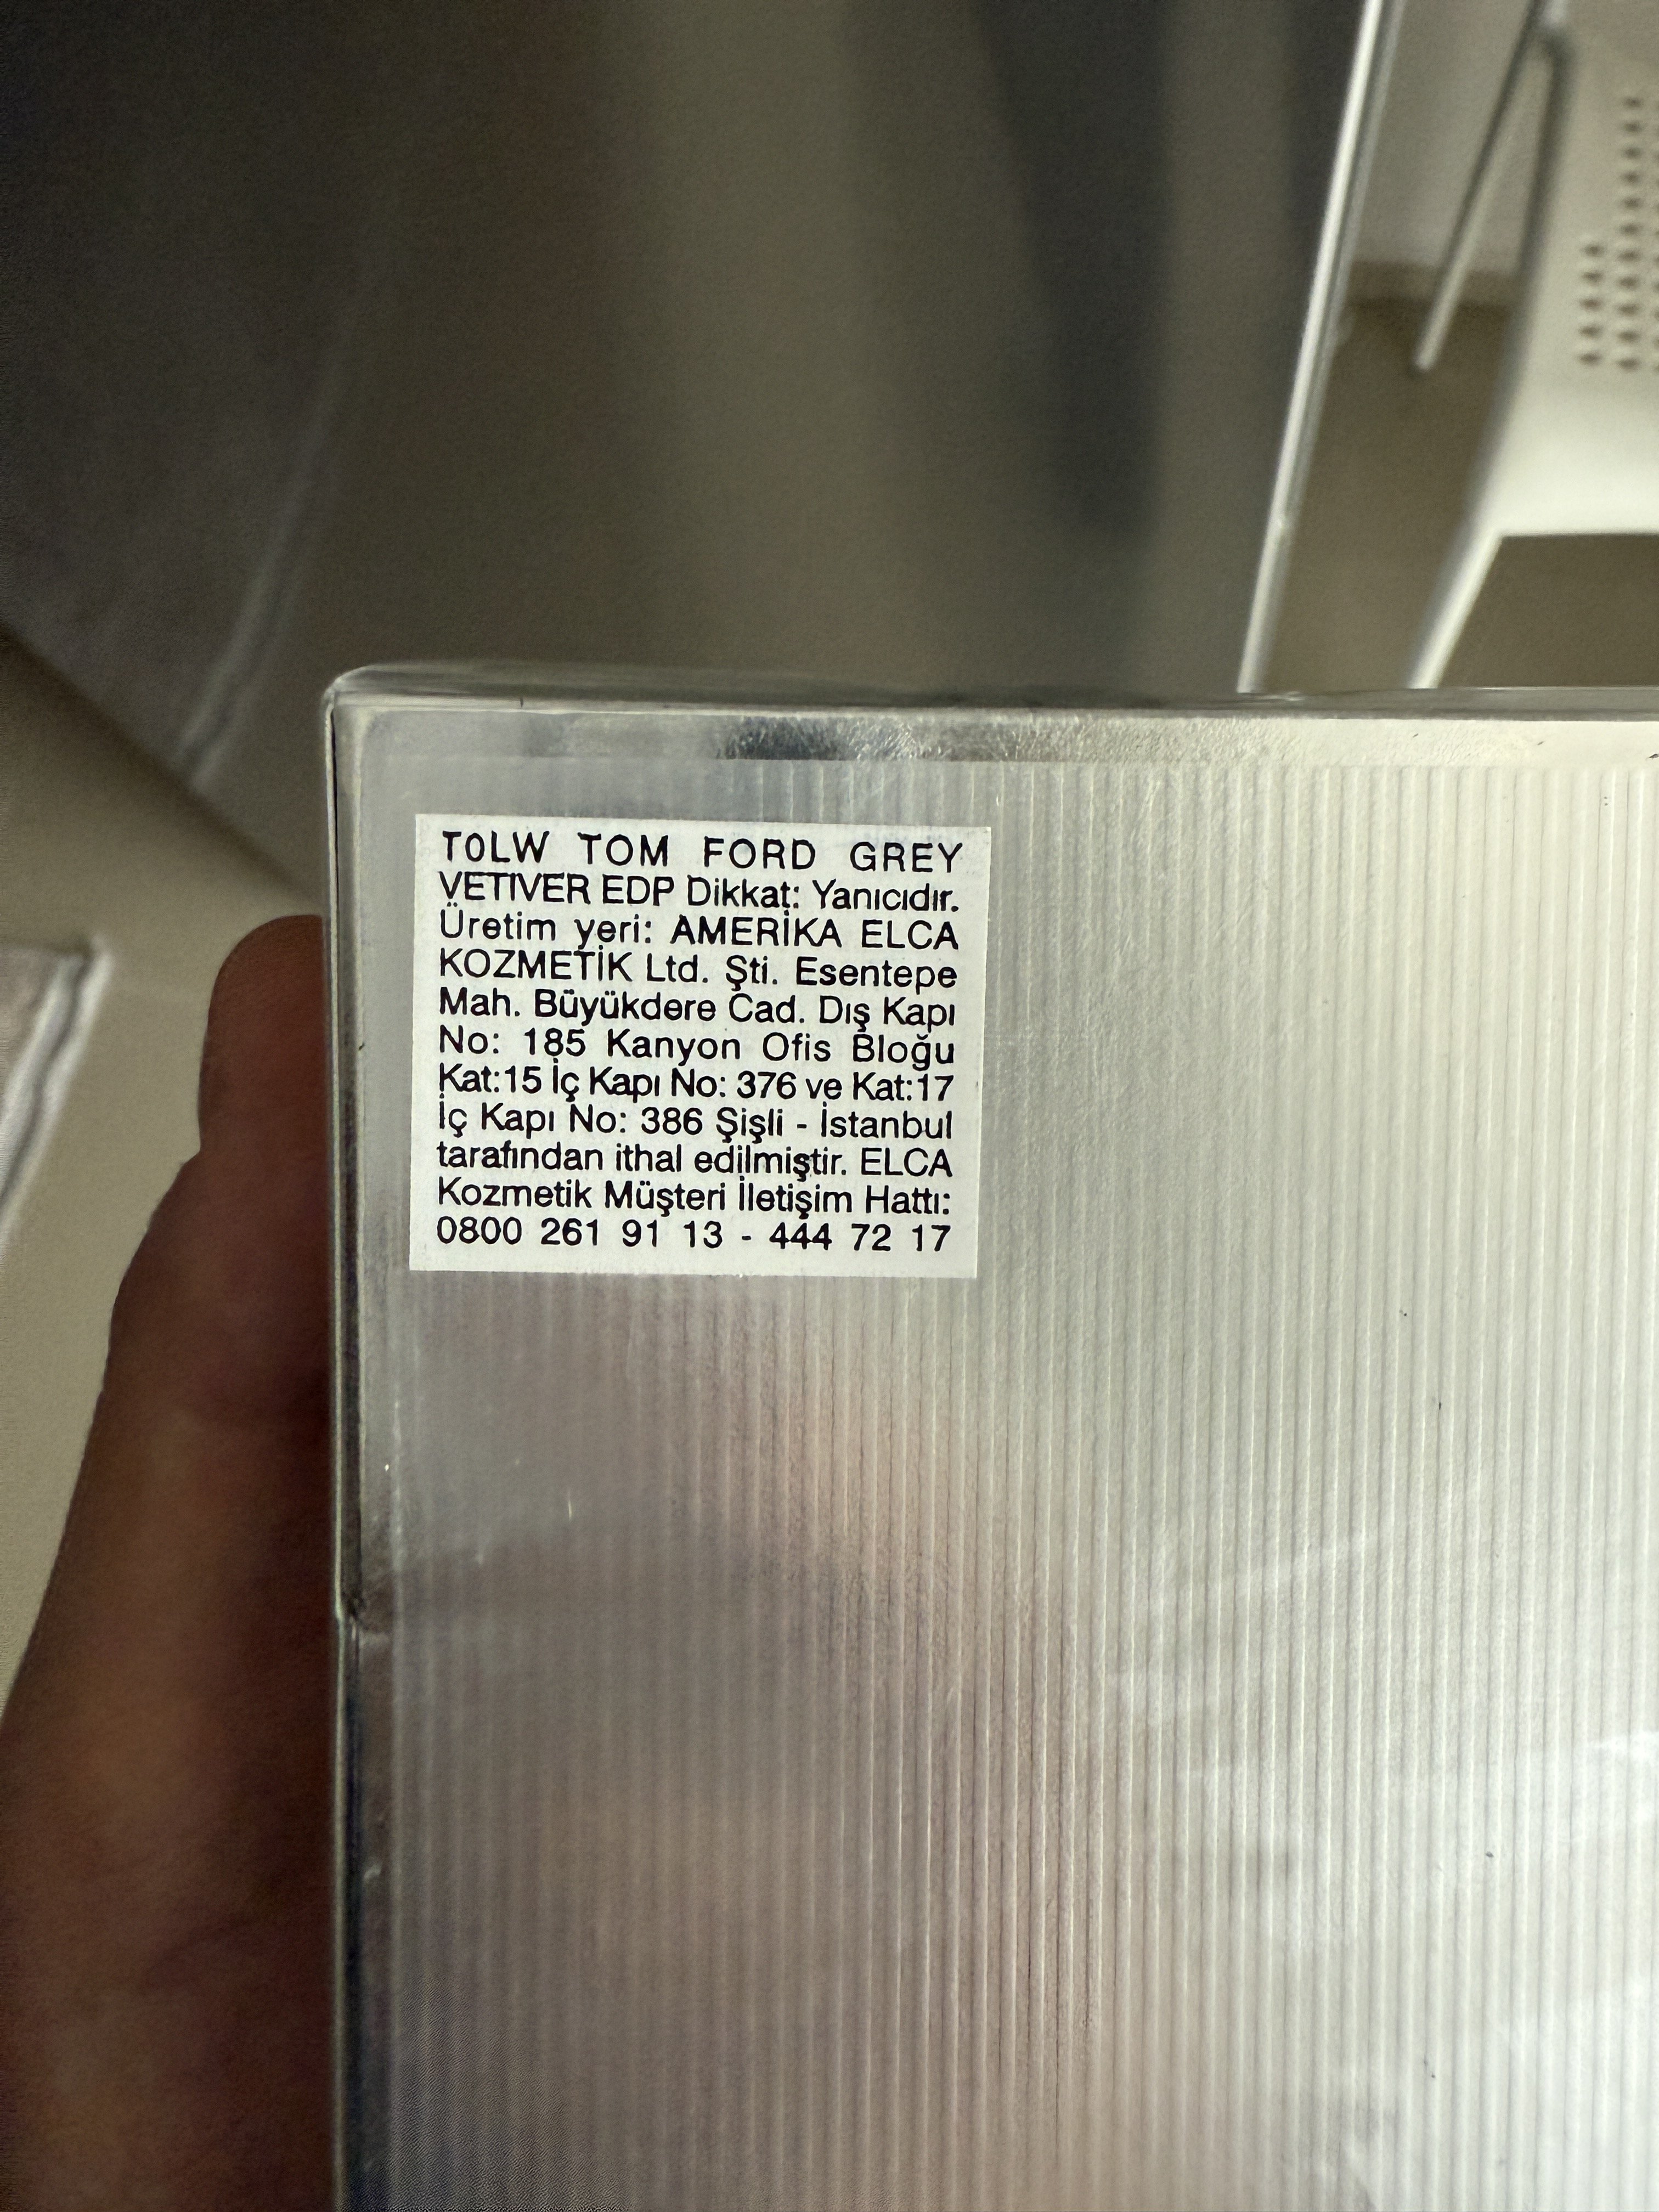 T0LW TOM FORD GREY
VETIVER EDP Dikkat: Yanıcıdır.
Üretim yeri: AMERİKA ELCA
KOZMETİK Ltd. Şti. Esentepe
Mah. Büyükdere Cad. Dış Kapı
No: 185 Kanyon Ofis Bloğu
Kat:15 İç Kapı No: 376 ve Kat:17
İç Kapı No: 386 Şişli - İstanbul
tarafından ithal edilmiştir. ELCA
Kozmetik Müşteri İletişim Hattı:
0800 261 91 13 - 444 72 17